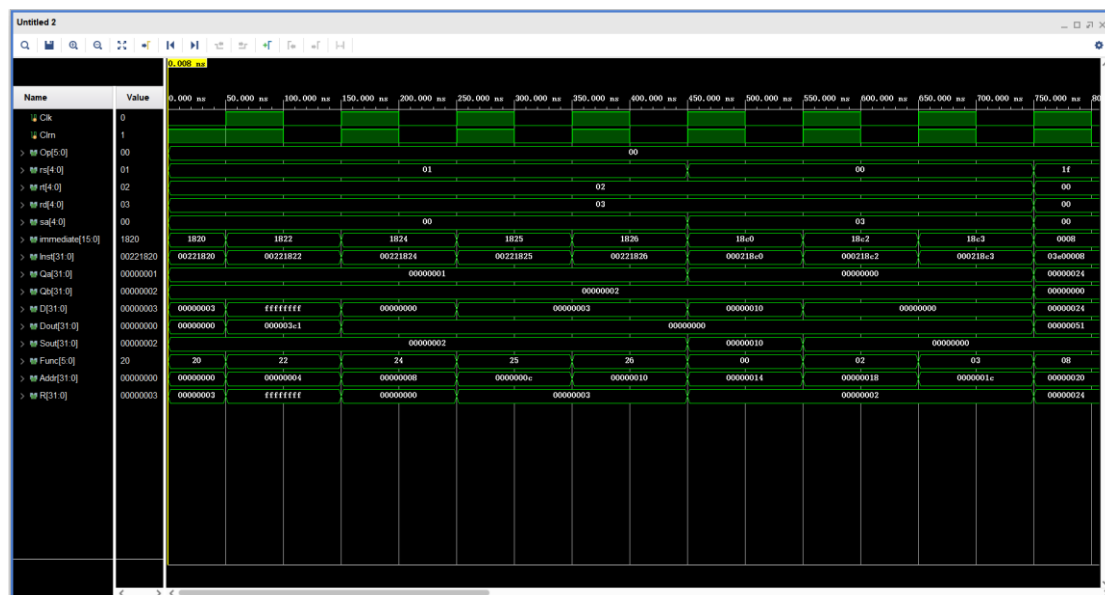 Untitled 2
0.008 ns
Name Value 0.000 ns 50.000 ns 100.000 ns 150.000 ns 200.000 ns 250.000 ns 300.000 ns 350.000 ns 400.000 ns 450.000 ns 500.000 ns 550.000 ns 600.000 ns 650.000 ns 700.000 ns 750.000 ns 80
Clk 0
Clrn 1
Op[5:0] 00 00
rs[4:0] 01 01 00 1f
rt[4:0] 02 02 00
rd[4:0] 03 03 00
sa[4:0] 00 00 03 00
immediate[15:0] 1820 1820 1822 1824 1825 1826 18c0 18c2 18c3 0008
Inst[31:0] 00221820 00221820 00221822 00221824 00221825 00221826 000218c0 000218c2 000218c3 03e00008
Qa[31:0] 00000001 00000001 00000000 00000024
Qb[31:0] 00000002 00000002 00000000
D[31:0] 00000003 00000003 ffffffff 00000000 00000003 00000010 00000000 00000024
Dout[31:0] 00000000 00000000 000003c1 00000000 00000051
Sout[31:0] 00000002 00000002 00000010 00000000
Func[5:0] 20 20 22 24 25 26 00 02 03 08
Addr[31:0] 00000000 00000000 00000004 00000008 0000000c 00000010 00000014 00000018 0000001c 00000020
R[31:0] 00000003 00000003 ffffffff 00000000 00000003 00000002 00000024